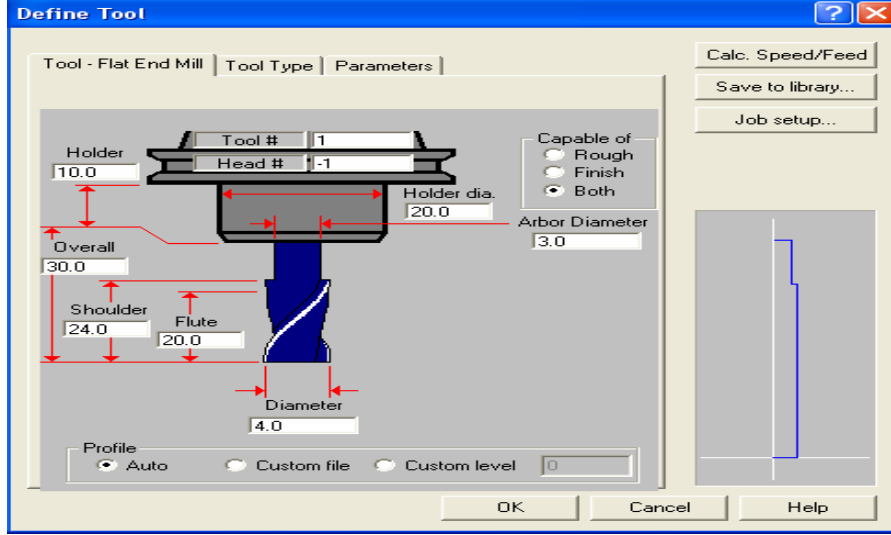 Define Tool
Tool - Flat End Mill Tool Type Parameters
Calc. Speed/Feed
Save to library...
Job setup...
Tool # 1
Head # -1
Holder
10.0
Capable of
Rough
Finish
Both
Holder dia.
20.0
Arbor Diameter
3.0
Overall
30.0
Shoulder
24.0
Flute
20.0
Diameter
4.0
Profile
Auto Custom file Custom level 0
OK Cancel Help